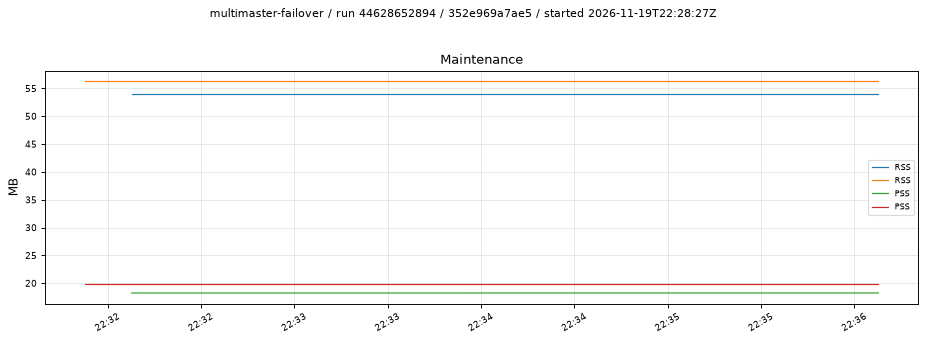 multimaster-failover / run 44628652894 / 352e969a7ae5 / started 2026-11-19T22:28:27Z
Maintenance
MB
55
50
45
40
35
30
25
20
RSS
RSS
PSS
PSS
22:32
22:32
22:33
22:33
22:34
22:34
22:35
22:35
22:36